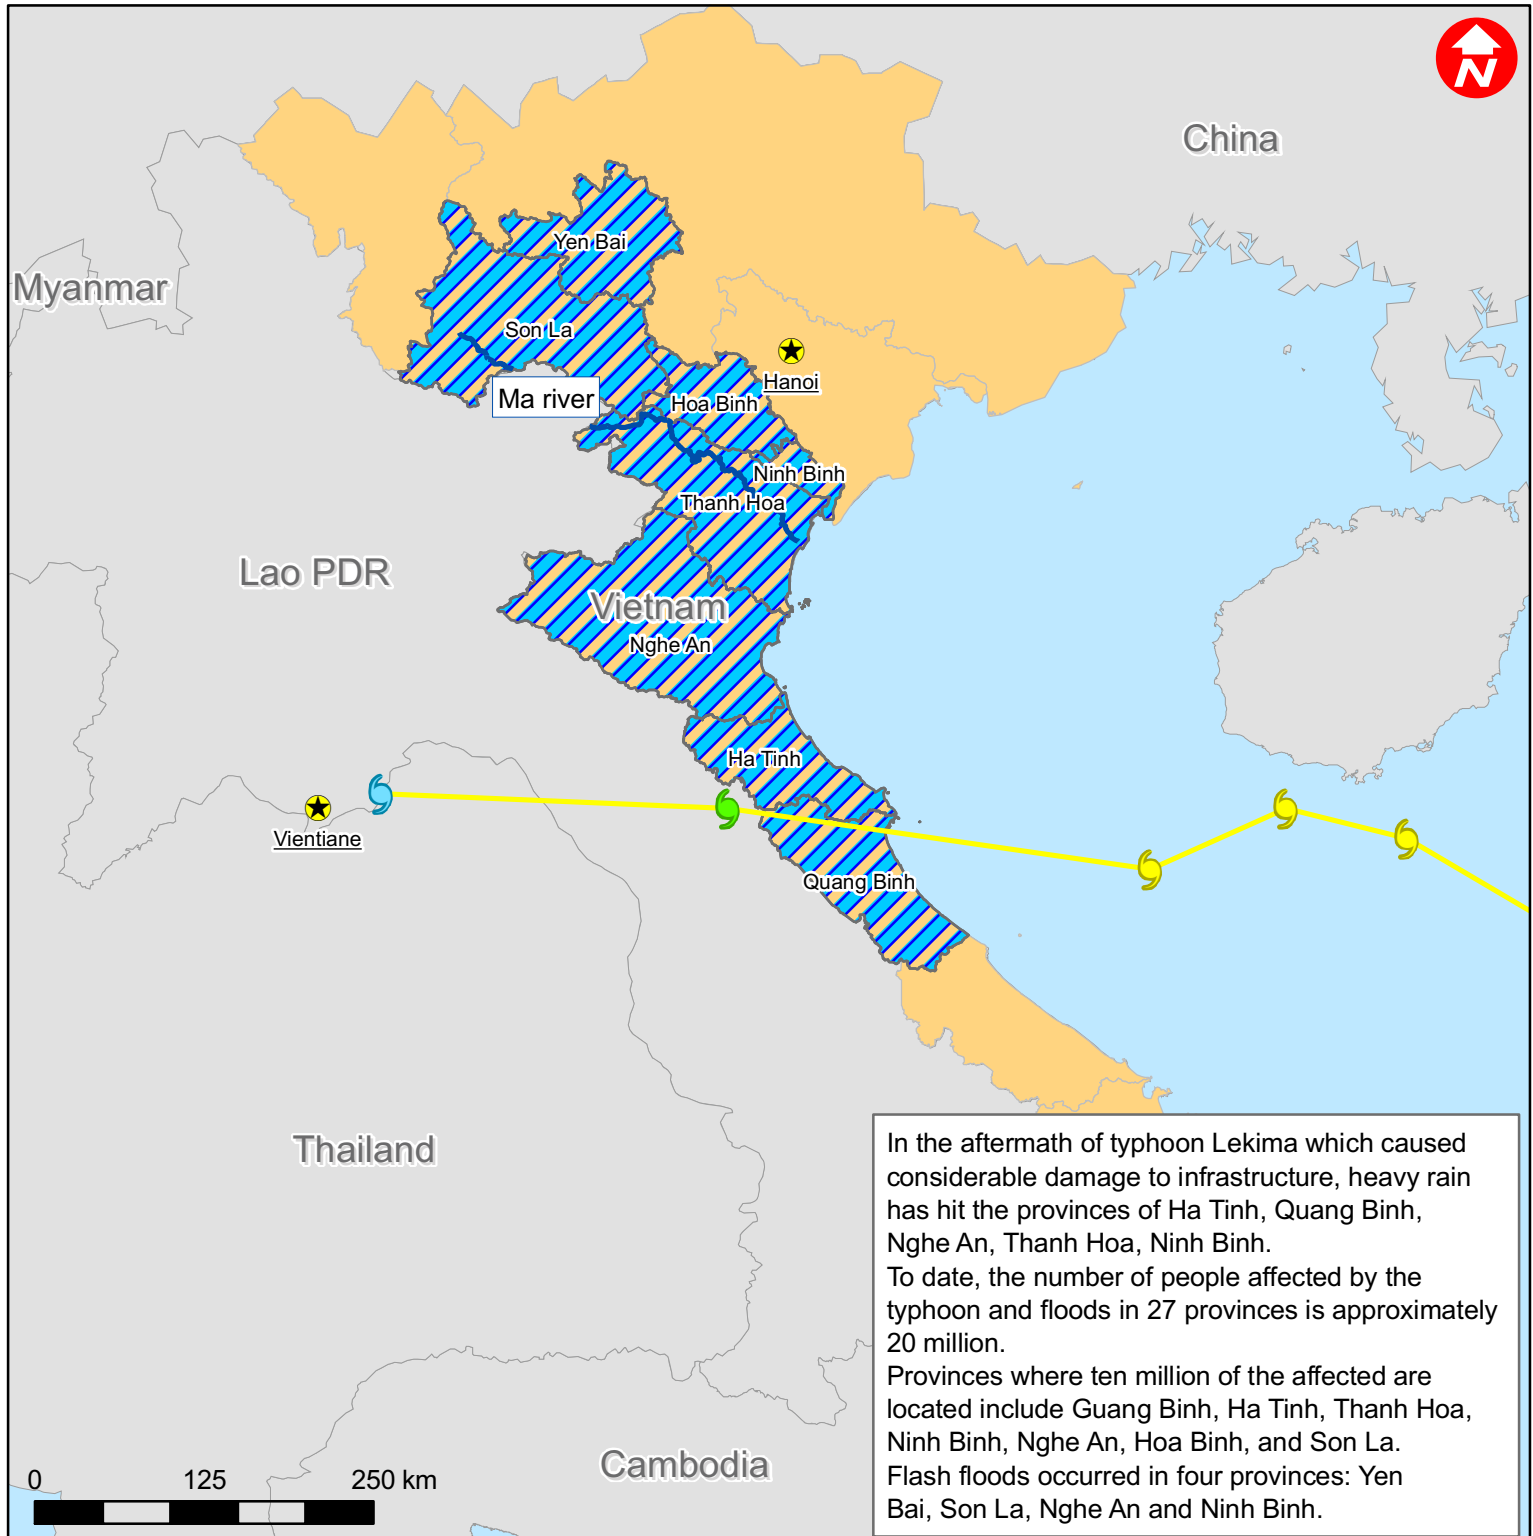 N
China
Myanmar
Yen Bai
Son La
Hanoi
Ma river
Hoa Binh
Ninh Binh
Thanh Hoa
Lao PDR
Vietnam
Nghe An
Ha Tinh
Vientiane
Quang Binh
Thailand
In the aftermath of typhoon Lekima which caused
considerable damage to infrastructure, heavy rain
has hit the provinces of Ha Tinh, Quang Binh,
Nghe An, Thanh Hoa, Ninh Binh.
To date, the number of people affected by the
typhoon and floods in 27 provinces is approximately
20 million.
Provinces where ten million of the affected are
located include Guang Binh, Ha Tinh, Thanh Hoa,
Ninh Binh, Nghe An, Hoa Binh, and Son La.
Flash floods occurred in four provinces: Yen
Bai, Son La, Nghe An and Ninh Binh.
Cambodia
0 125 250 km